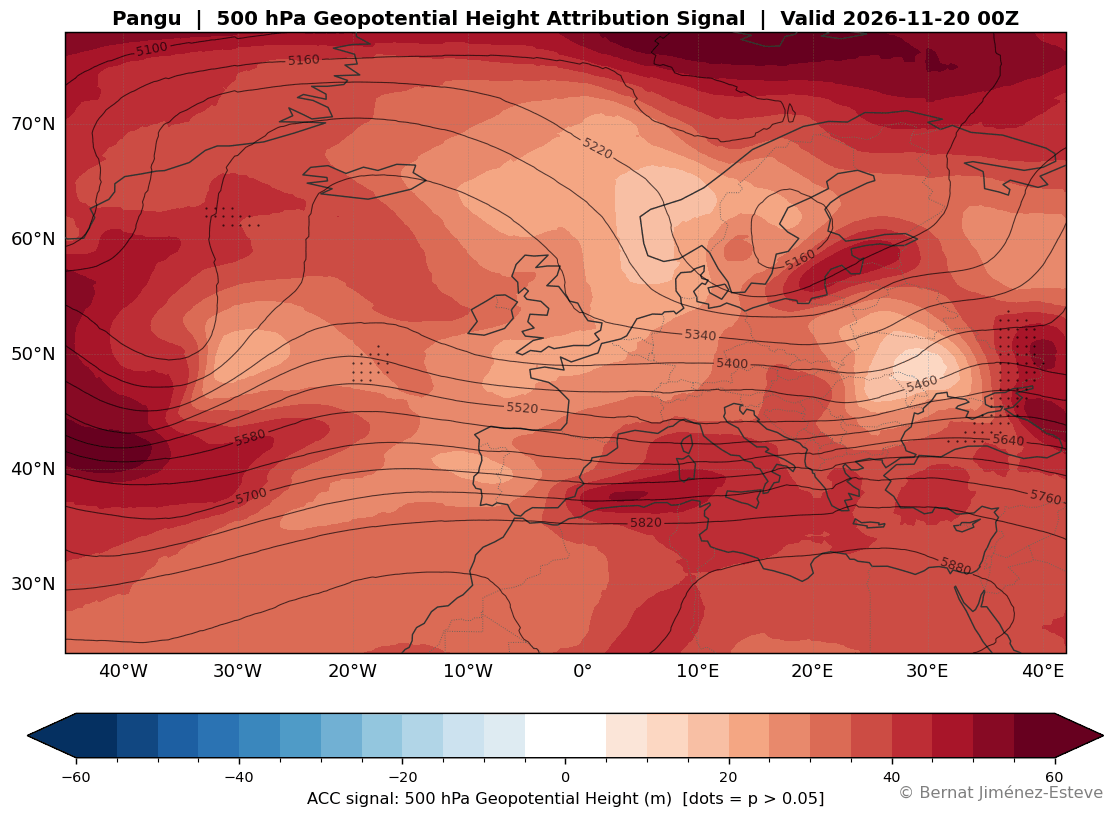 Pangu | 500 hPa Geopotential Height Attribution Signal | Valid 2026-11-20 00Z
5100
5160
70°N
5220
60°N
5160
50°N
5340
5400
5460
5520
5580
5640
40°N
5700
5760
5820
30°N
5880
40°W 30°W 20°W 10°W 0° 10°E 20°E 30°E 40°E
−60 −40 −20 0 20 40 60
ACC signal: 500 hPa Geopotential Height (m) [dots = p > 0.05]
© Bernat Jiménez-Esteve